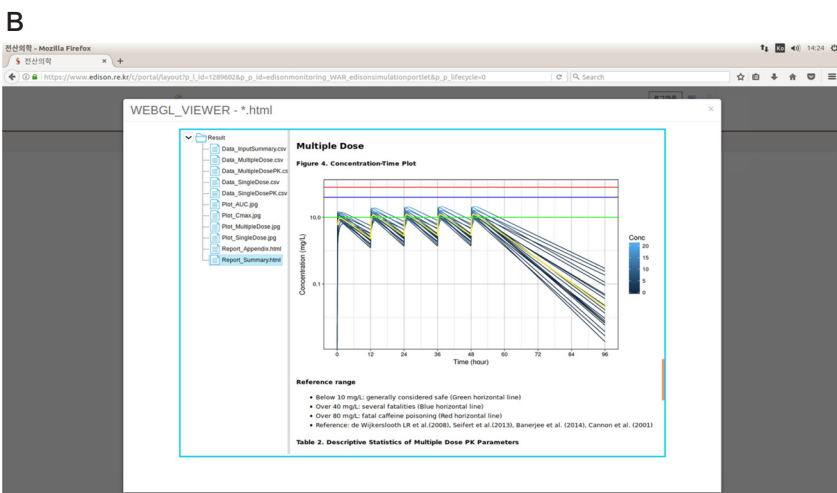 B
전산의학 - Mozilla Firefox
Ko 14:24
전산의학 × +
https://www.edison.re.kr/c/portal/layout?p_l_id=1289602&p_p_id=edisonmonitoring_WAR_edisonsimulationportlet&p_p_lifecycle=0
Search
WEBGL_VIEWER - *.html ×
Result
Data_InputSummary.csv
Data_MultipleDose.csv
Data_MultipleDosePK.cs
Data_SingleDose.csv
Data_SingleDosePK.csv
Plot_AUC.jpg
Plot_Cmax.jpg
Plot_MultipleDose.jpg
Plot_SingleDose.jpg
Report_Appendix.html
Report_Summary.html
Multiple Dose
Figure 4. Concentration-Time Plot
Concentration (mg/L)
10.0
0.1
0 12 24 36 48 60 72 84 96
Time (hour)
Conc
20
15
10
5
0
Reference range
• Below 10 mg/L: generally considered safe (Green horizontal line)
• Over 40 mg/L: several fatalities (Blue horizontal line)
• Over 80 mg/L: fatal caffeine poisoning (Red horizontal line)
• Reference: de Wijkerslooth LR et al.(2008), Seifert et al.(2013), Banerjee et al. (2014), Cannon et al. (2001)
Table 2. Descriptive Statistics of Multiple Dose PK Parameters